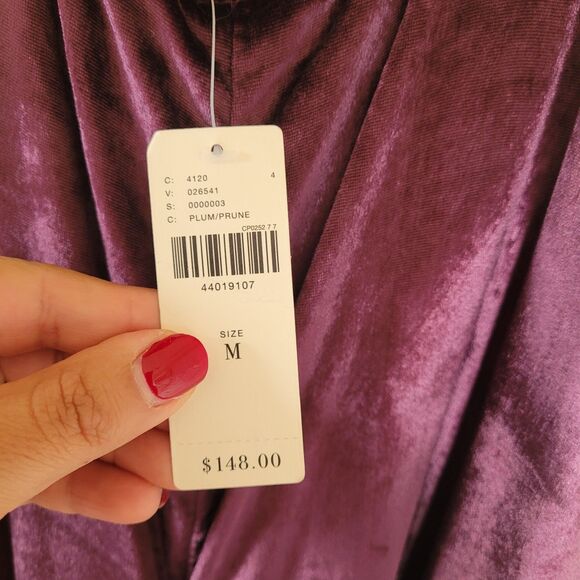 C: 4120 4
V: 026541
S: 0000003
C: PLUM/PRUNE
CP0252 7 7
44019107
SIZE
M
$148.00